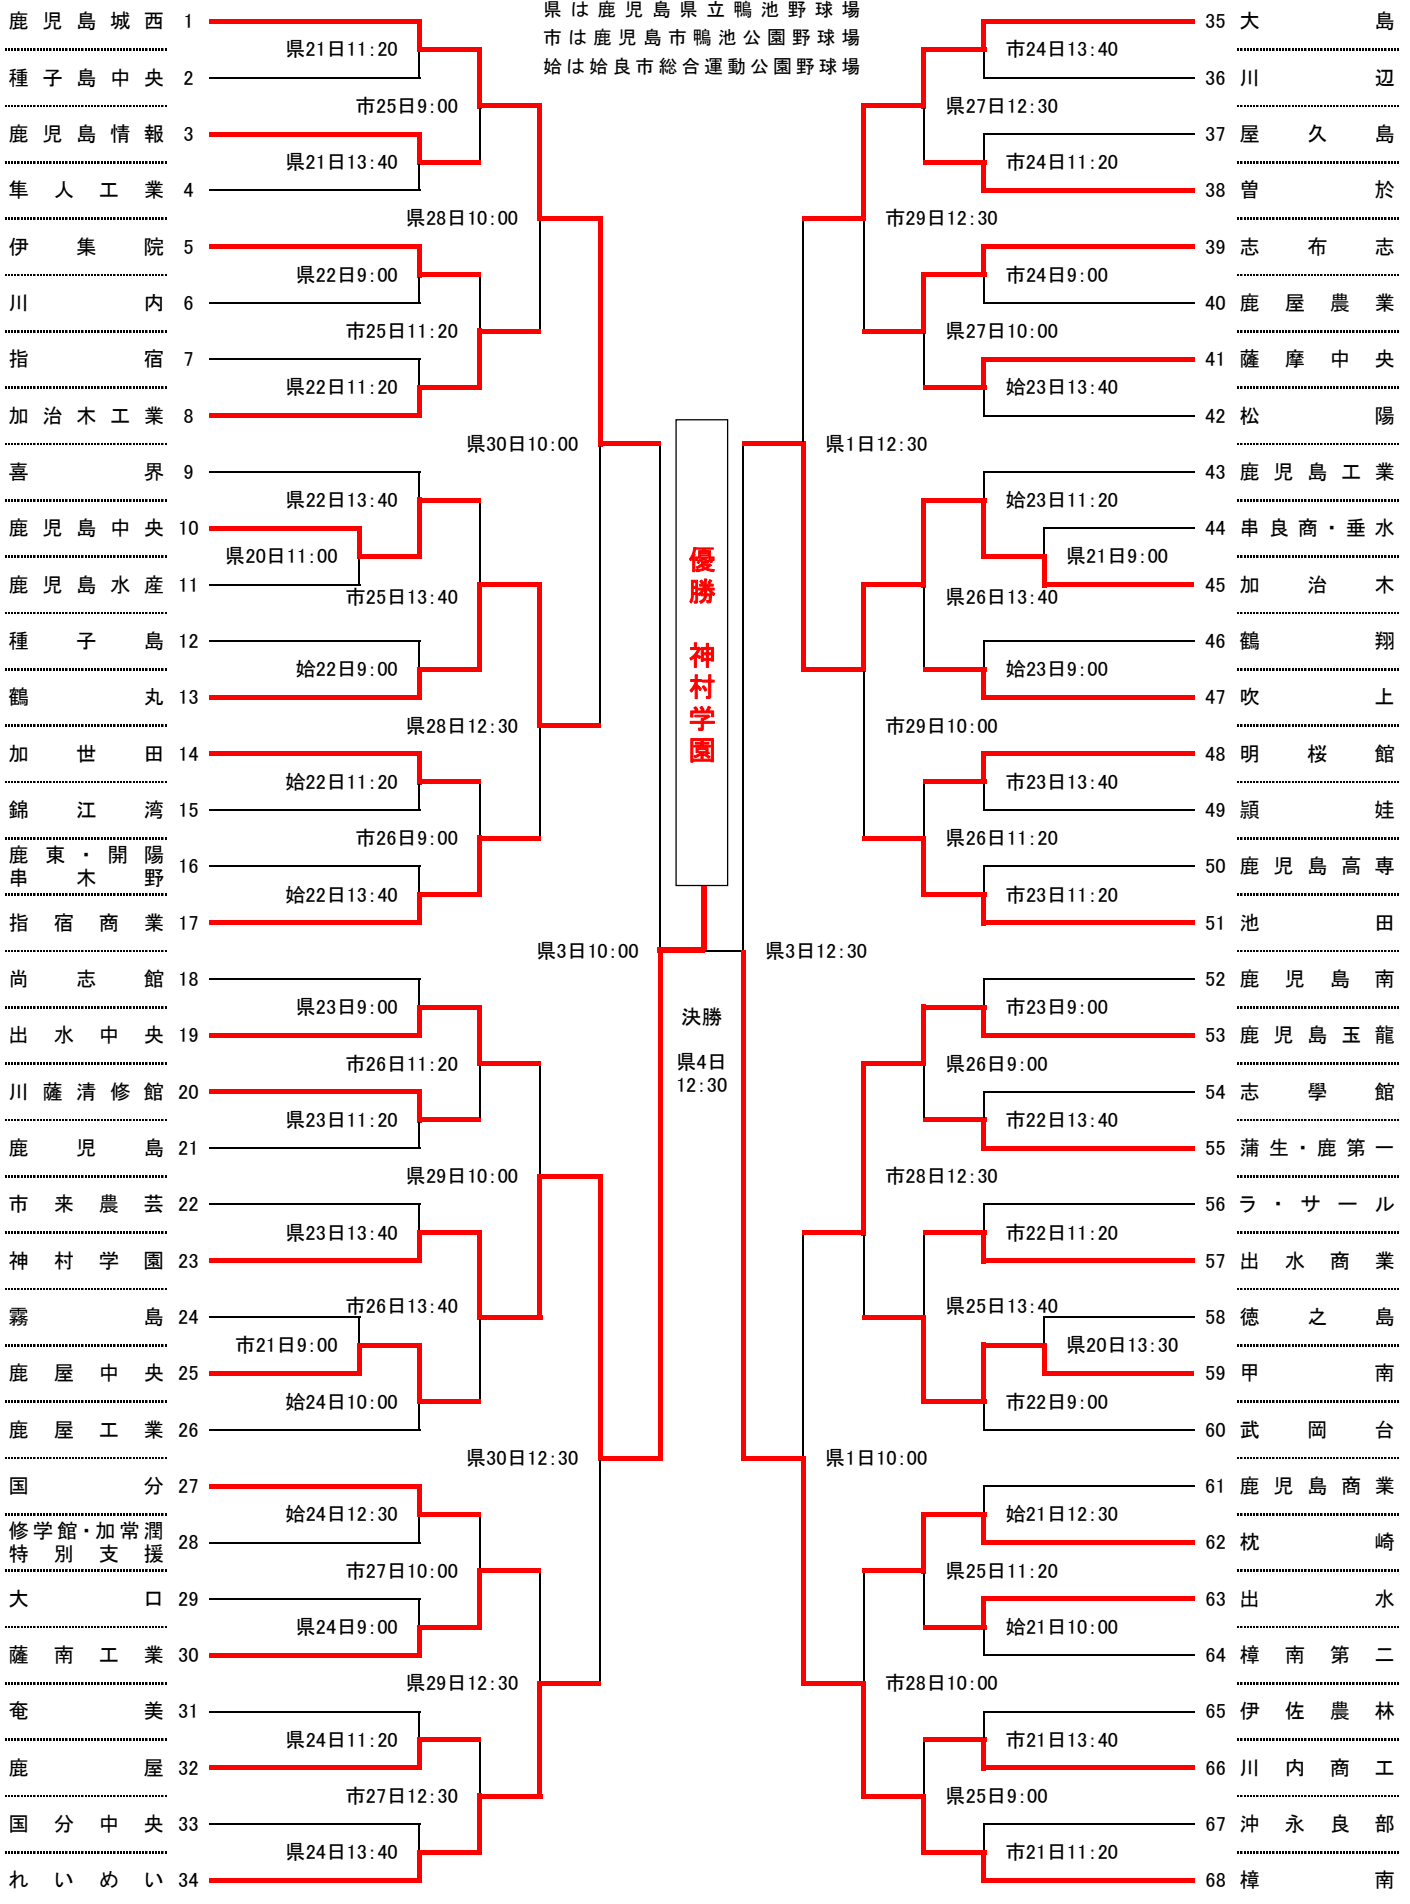 県は鹿児島県立鴨池野球場
市は鹿児島市鴨池公園野球場
姶は姶良市総合運動公園野球場
鹿児島城西 1
県21日11:20
種子島中央 2
市25日9:00
鹿児島情報 3
県21日13:40
隼人工業 4
県28日10:00
伊集院 5
県22日9:00
川内 6
市25日11:20
指宿 7
県22日11:20
加治木工業 8
県30日10:00
喜界 9
県22日13:40
鹿児島中央 10
県20日11:00
鹿児島水産 11
市25日13:40
種子島 12
姶22日9:00
鶴丸 13
県28日12:30
加世田 14
姶22日11:20
錦江湾 15
市26日9:00
鹿東・開陽
串木野 16
姶22日13:40
指宿商業 17
県3日10:00
尚志館 18
県23日9:00
出水中央 19
市26日11:20
川薩清修館 20
県23日11:20
鹿児島 21
県29日10:00
市来農芸 22
県23日13:40
神村学園 23
市26日13:40
霧島 24
市21日9:00
鹿屋中央 25
姶24日10:00
鹿屋工業 26
県30日12:30
国分 27
姶24日12:30
修学館・加常潤
特別支援 28
市27日10:00
大口 29
県24日9:00
薩南工業 30
県29日12:30
奄美 31
県24日11:20
鹿屋 32
市27日12:30
国分中央 33
県24日13:40
れいめい 34
優勝 神村学園
決勝
県4日
12:30
35 大島
市24日13:40
36 川辺
県27日12:30
37 屋久島
市24日11:20
38 曽於
市29日12:30
39 志布志
市24日9:00
40 鹿屋農業
県27日10:00
41 薩摩中央
姶23日13:40
42 松陽
県1日12:30
43 鹿児島工業
姶23日11:20
44 串良商・垂水
県21日9:00
45 加治木
県26日13:40
46 鶴翔
姶23日9:00
47 吹上
市29日10:00
48 明桜館
市23日13:40
49 頴娃
県26日11:20
50 鹿児島高専
市23日11:20
51 池田
県3日12:30
52 鹿児島南
市23日9:00
53 鹿児島玉龍
県26日9:00
54 志學館
市22日13:40
55 蒲生・鹿第一
市28日12:30
56 ラ・サール
市22日11:20
57 出水商業
県25日13:40
58 徳之島
県20日13:30
59 甲南
市22日9:00
60 武岡台
県1日10:00
61 鹿児島商業
姶21日12:30
62 枕崎
県25日11:20
63 出水
姶21日10:00
64 樟南第二
市28日10:00
65 伊佐農林
市21日13:40
66 川内商工
県25日9:00
67 沖永良部
市21日11:20
68 樟南